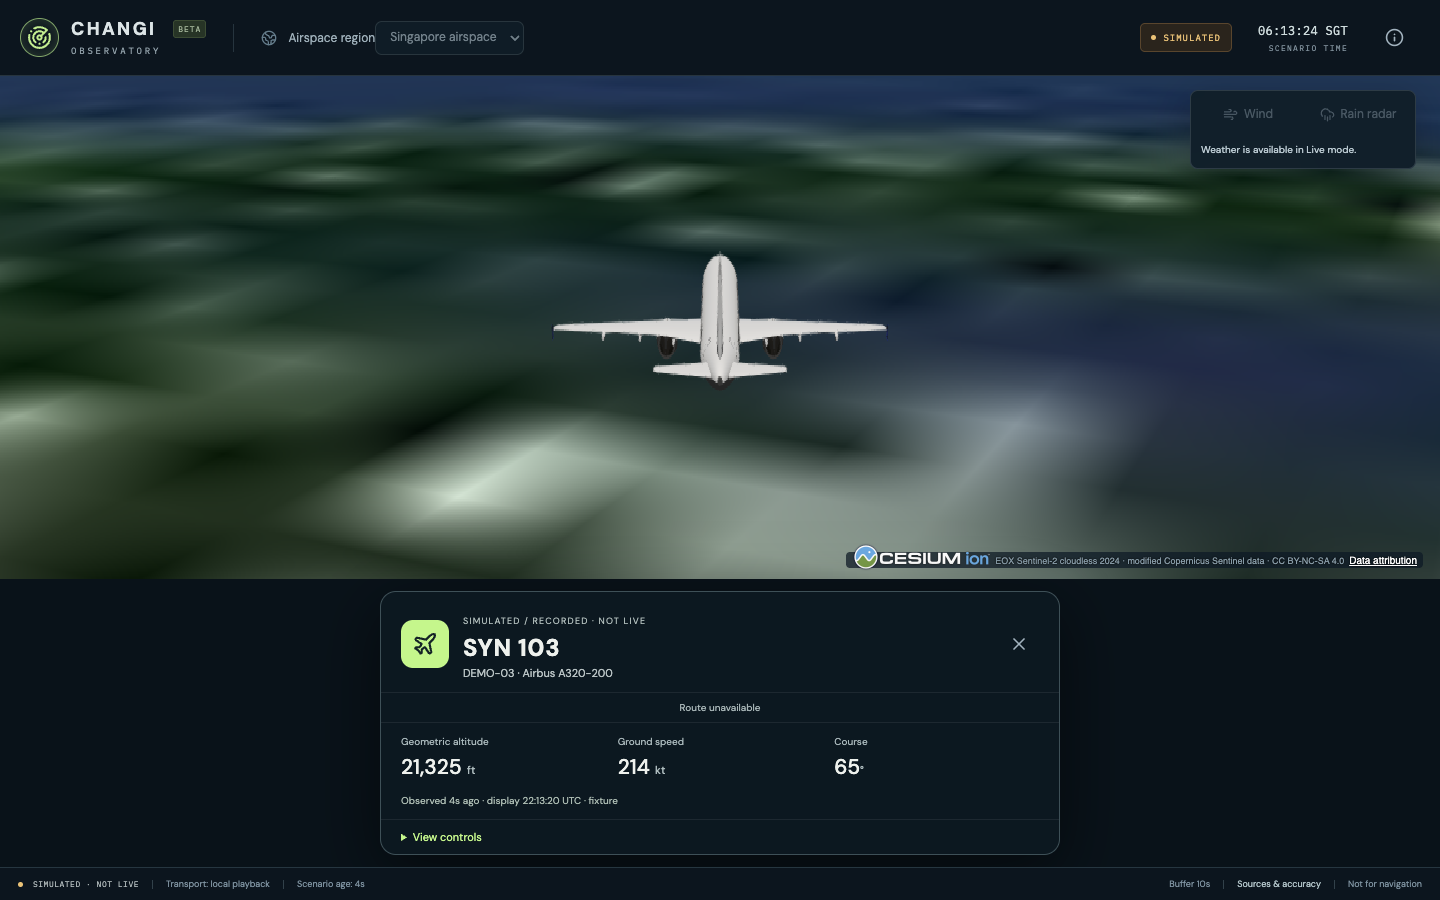 CHANGI BETA
OBSERVATORY
Airspace region Singapore airspace
SIMULATED
06:13:24 SGT
SCENARIO TIME
Wind Rain radar
Weather is available in Live mode.
CESIUM ion EOX Sentinel-2 cloudless 2024 · modified Copernicus Sentinel data · CC BY-NC-SA 4.0 Data attribution
SIMULATED / RECORDED · NOT LIVE
SYN 103
DEMO-03 · Airbus A320-200
Route unavailable
Geometric altitude Ground speed Course
21,325 ft 214 kt 65°
Observed 4s ago · display 22:13:20 UTC · fixture
View controls
SIMULATED · NOT LIVE Transport: local playback Scenario age: 4s Buffer 10s Sources & accuracy Not for navigation